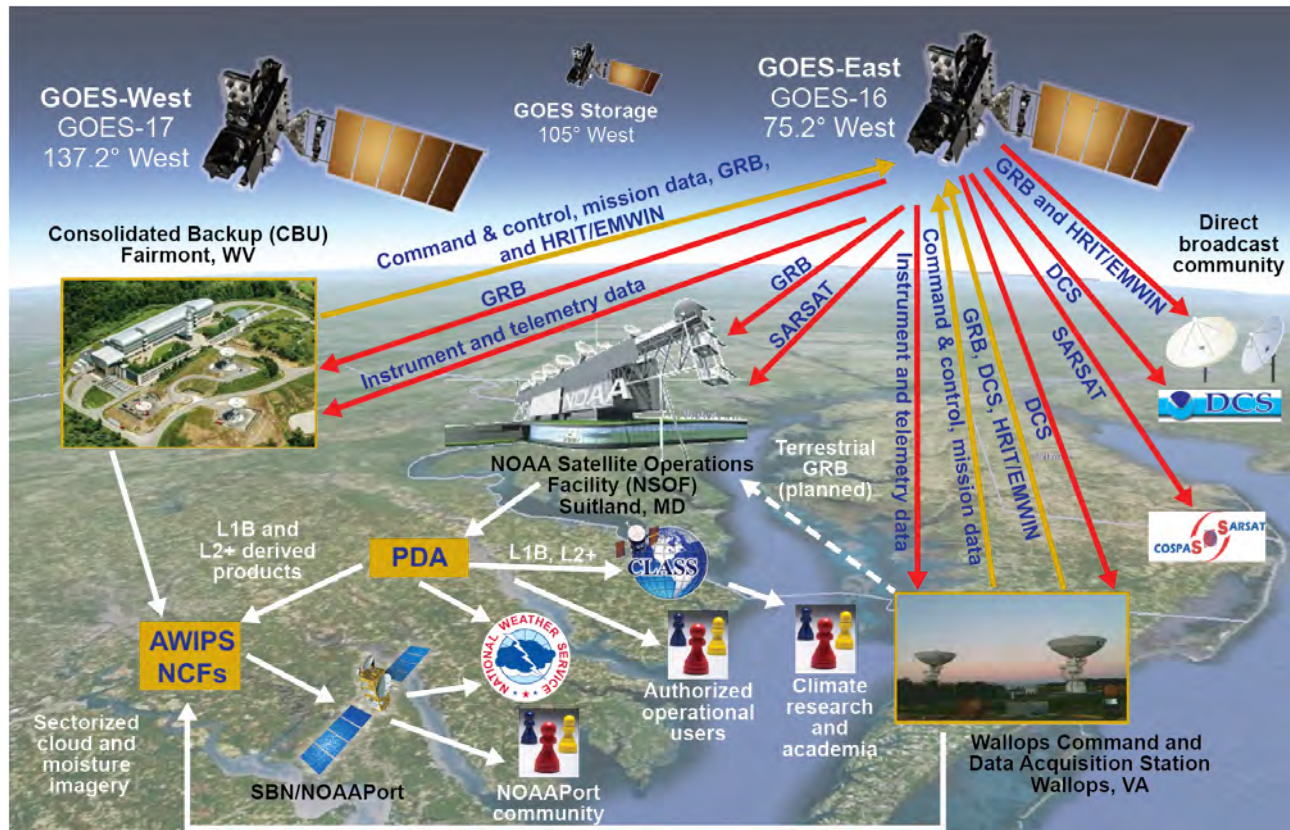 GOES-West
GOES-17
137.2° West
GOES Storage
105° West
GOES-East
GOES-16
75.2° West
Consolidated Backup (CBU)
Fairmont, WV
Command & control, mission data, GRB,
and HRIT/EMWIN
GRB
Instrument and telemetry data
GRB
SARSAT
Instrument and telemetry data
Command & control, mission data
GRB, DCS, HRIT/EMWIN
DCS
SARSAT
DCS
GRB and HRIT/EMWIN
Direct
broadcast
community
DCS
COSPAS
SARSAT
NOAA
NOAA Satellite Operations
Facility (NSOF)
Suitland, MD
Terrestrial
GRB
(planned)
L1B and
L2+ derived
products
PDA
L1B, L2+
CLASS
AWIPS
NCFs
NATIONAL WEATHER SERVICE
Authorized
operational
users
Climate
research
and
academia
Sectorized
cloud and
moisture
imagery
SBN/NOAAPort
NOAAPort
community
Wallops Command and
Data Acquisition Station
Wallops, VA